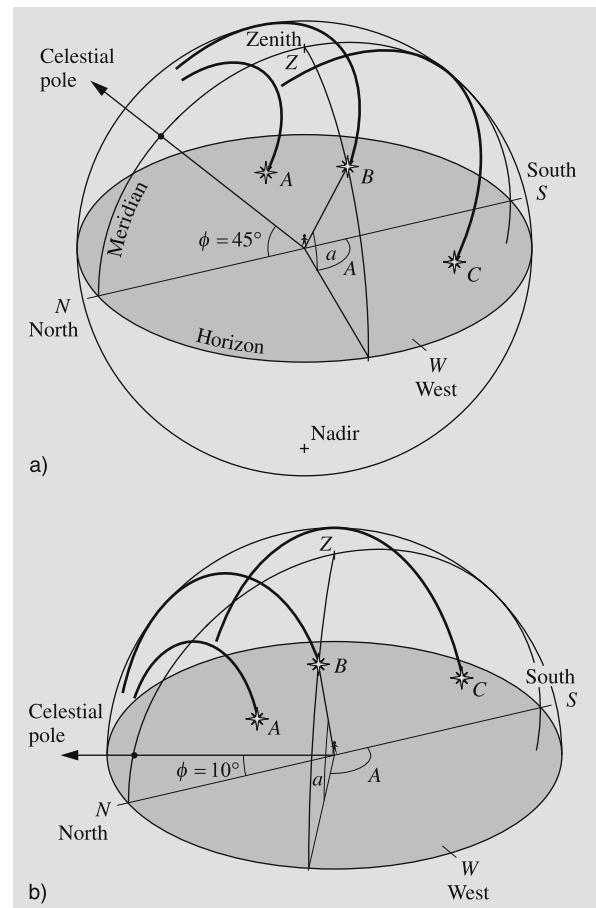 Zenith
Z
Celestial
pole
A
B
South
S
Meridian
ϕ = 45°
a
A
C
N
North
Horizon
W
West
Nadir
a)
Z
B
C
South
S
Celestial
pole
A
ϕ = 10°
a
A
N
North
W
West
b)